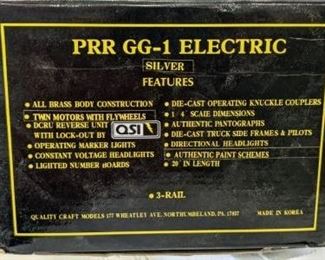 PRR GG-1 ELECTRIC
SILVER
FEATURES
• ALL BRASS BODY CONSTRUCTION
• TWIN MOTORS WITH FLYWHEELS
• DCRU REVERSE UNIT
WITH LOCK-OUT BY QSI
• OPERATING MARKER LIGHTS
• CONSTANT VOLTAGE HEADLIGHTS
• LIGHTED NUMBER BOARDS
• DIE-CAST OPERATING KNUCKLE COUPLERS
• 1/4 SCALE DIMENSIONS
• AUTHENTIC PANTOGRAPHS
• DIE-CAST TRUCK SIDE FRAMES & PILOTS
• DIRECTIONAL HEADLIGHTS
• AUTHENTIC PAINT SCHEMES
• 20" IN LENGTH
• 3-RAIL
QUALITY CRAFT MODELS 177 WHEATLEY AVE. NORTHUMBELAND, PA. 17857
MADE IN KOREA